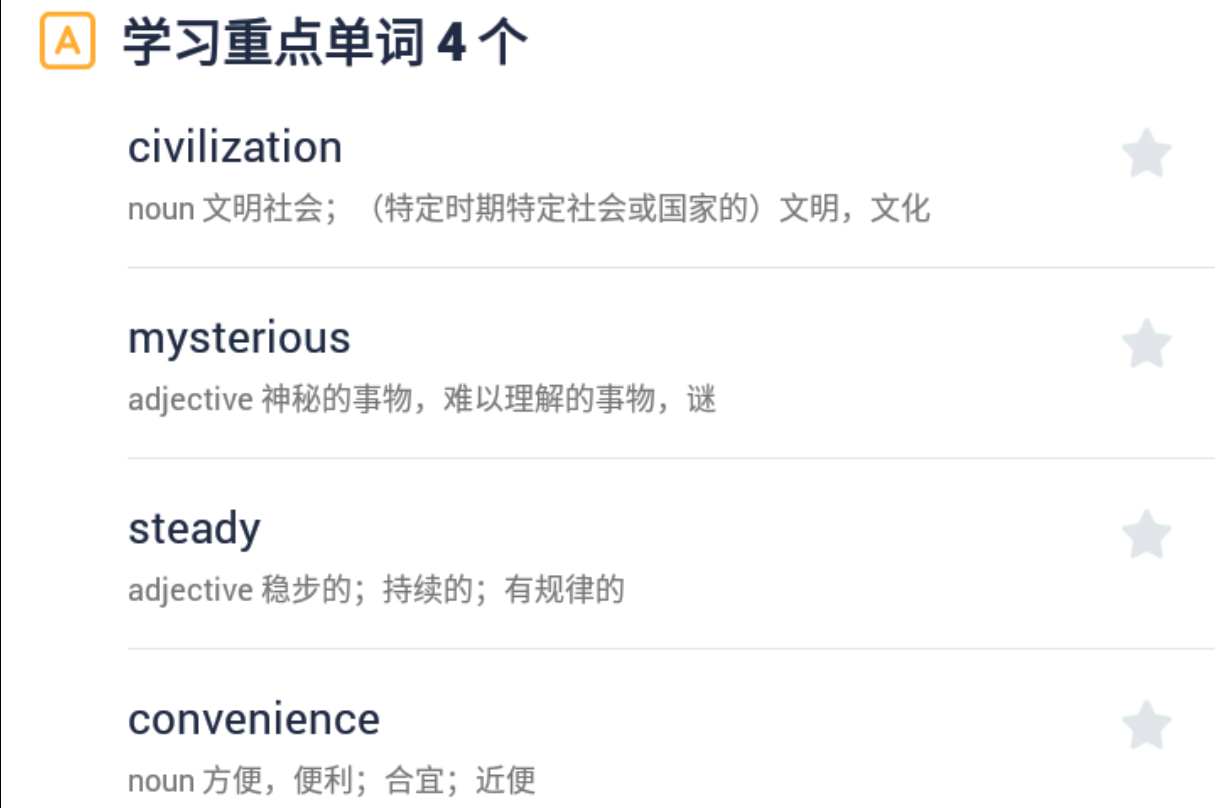 A 学习重点单词 4 个
civilization
noun 文明社会；（特定时期特定社会或国家的）文明，文化
mysterious
adjective 神秘的事物，难以理解的事物，谜
steady
adjective 稳步的；持续的；有规律的
convenience
noun 方便，便利；合宜；近便